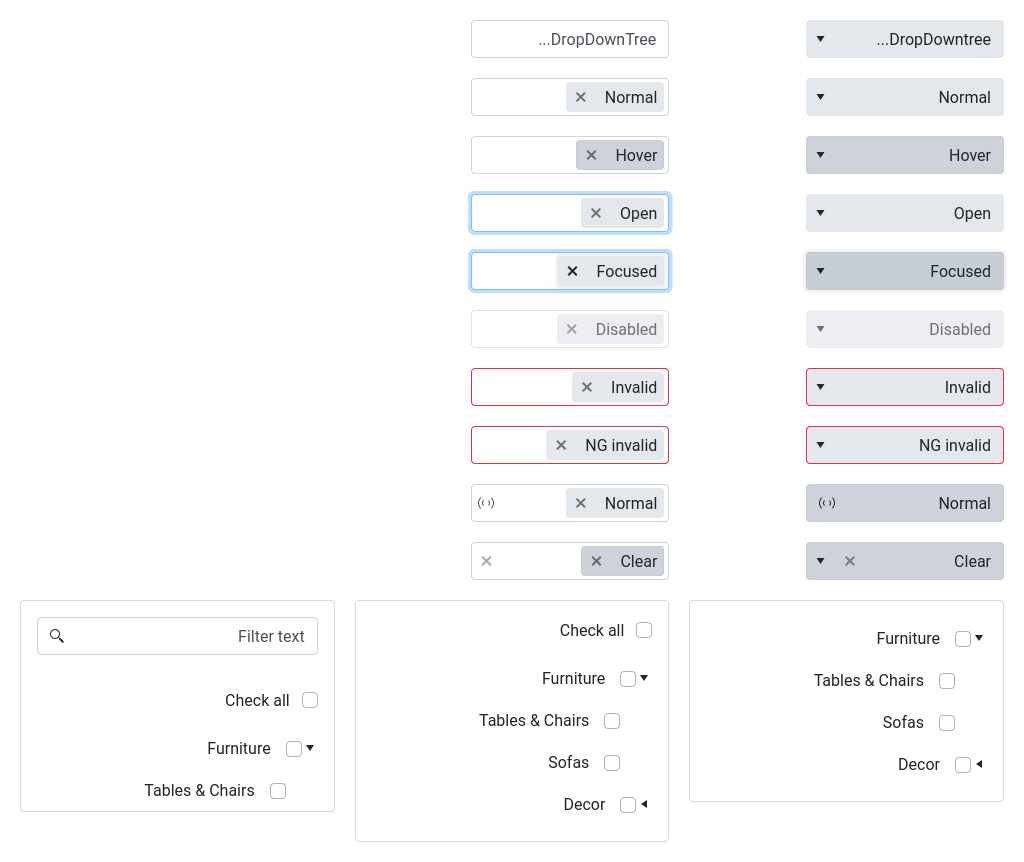 ...DropDownTree
...DropDowntree
Normal
Normal
Hover
Hover
Open
Open
Focused
Focused
Disabled
Disabled
Invalid
Invalid
NG invalid
NG invalid
Normal
Normal
Clear
Clear
Filter text
Check all
Furniture
Tables & Chairs
Check all
Furniture
Tables & Chairs
Sofas
Decor
Furniture
Tables & Chairs
Sofas
Decor